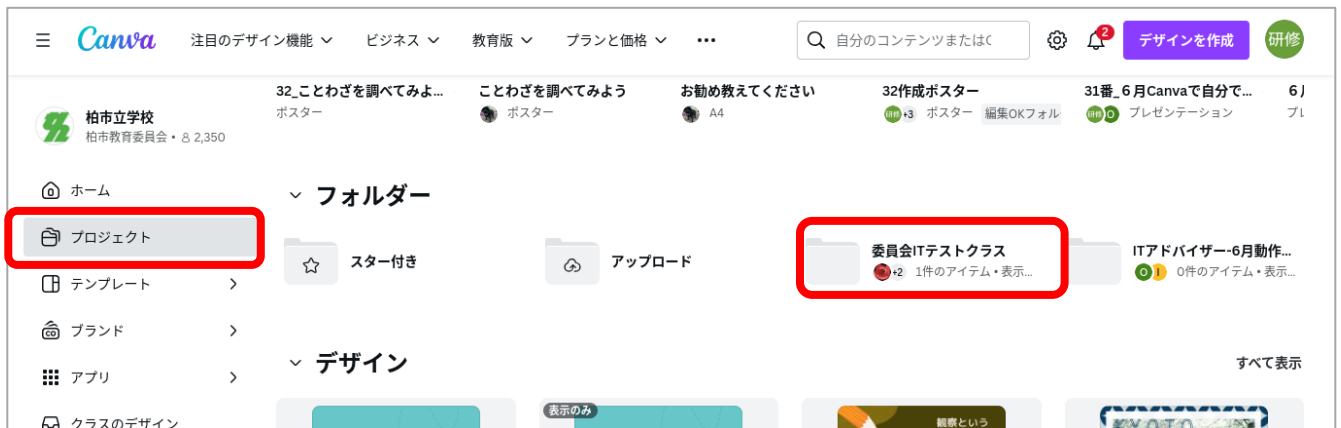 Canva
注目のデザイン機能
ビジネス
教育版
プランと価格
自分のコンテンツまたはC
2
デザインを作成
研修
柏市立学校
柏市教育委員会・2,350
ホーム
プロジェクト
テンプレート
ブランド
アプリ
クラスのデザイン
32_ことわざを調べてみよ...
ポスター
ことわざを調べてみよう
ポスター
お勧め教えてください
A4
32作成ポスター
研修 +3 ポスター 編集OKフォル
31番_６月Canvaで自分で...
研修 O プレゼンテーション
フォルダー
スター付き
アップロード
委員会ITテストクラス
+2 1件のアイテム・表示...
ITアドバイザー-6月動作...
O I 0件のアイテム・表示...
デザイン
すべて表示
表示のみ
観察という